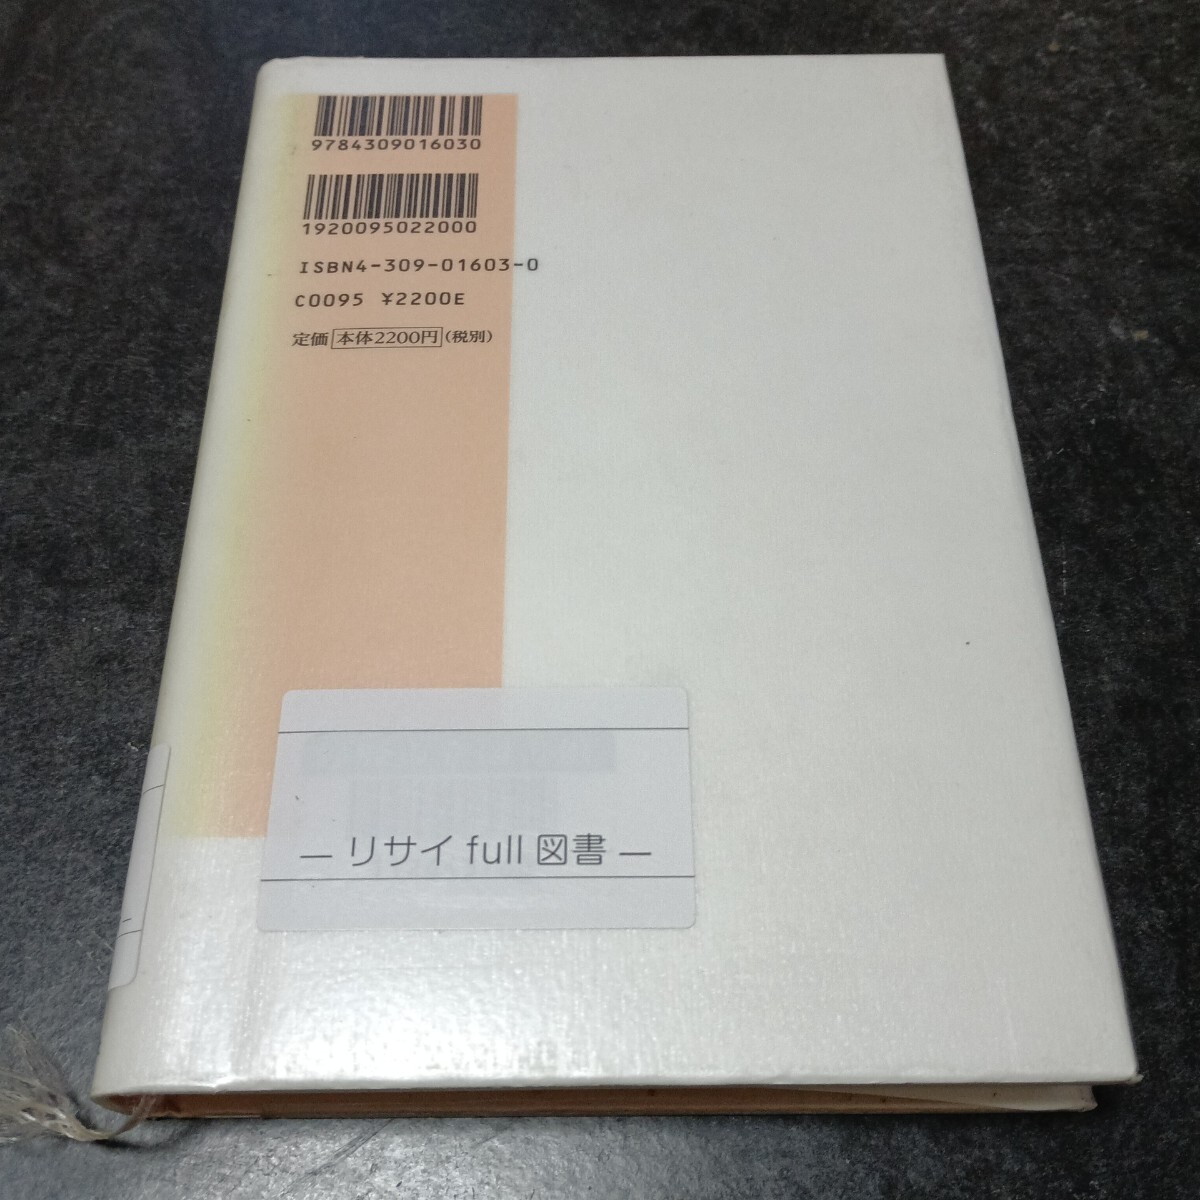 9784309016030
1920095022000
ISBN4-309-01603-0
C0095 ¥2200E
定価 本体2200円 (税別)
— リサイ full 図書 —